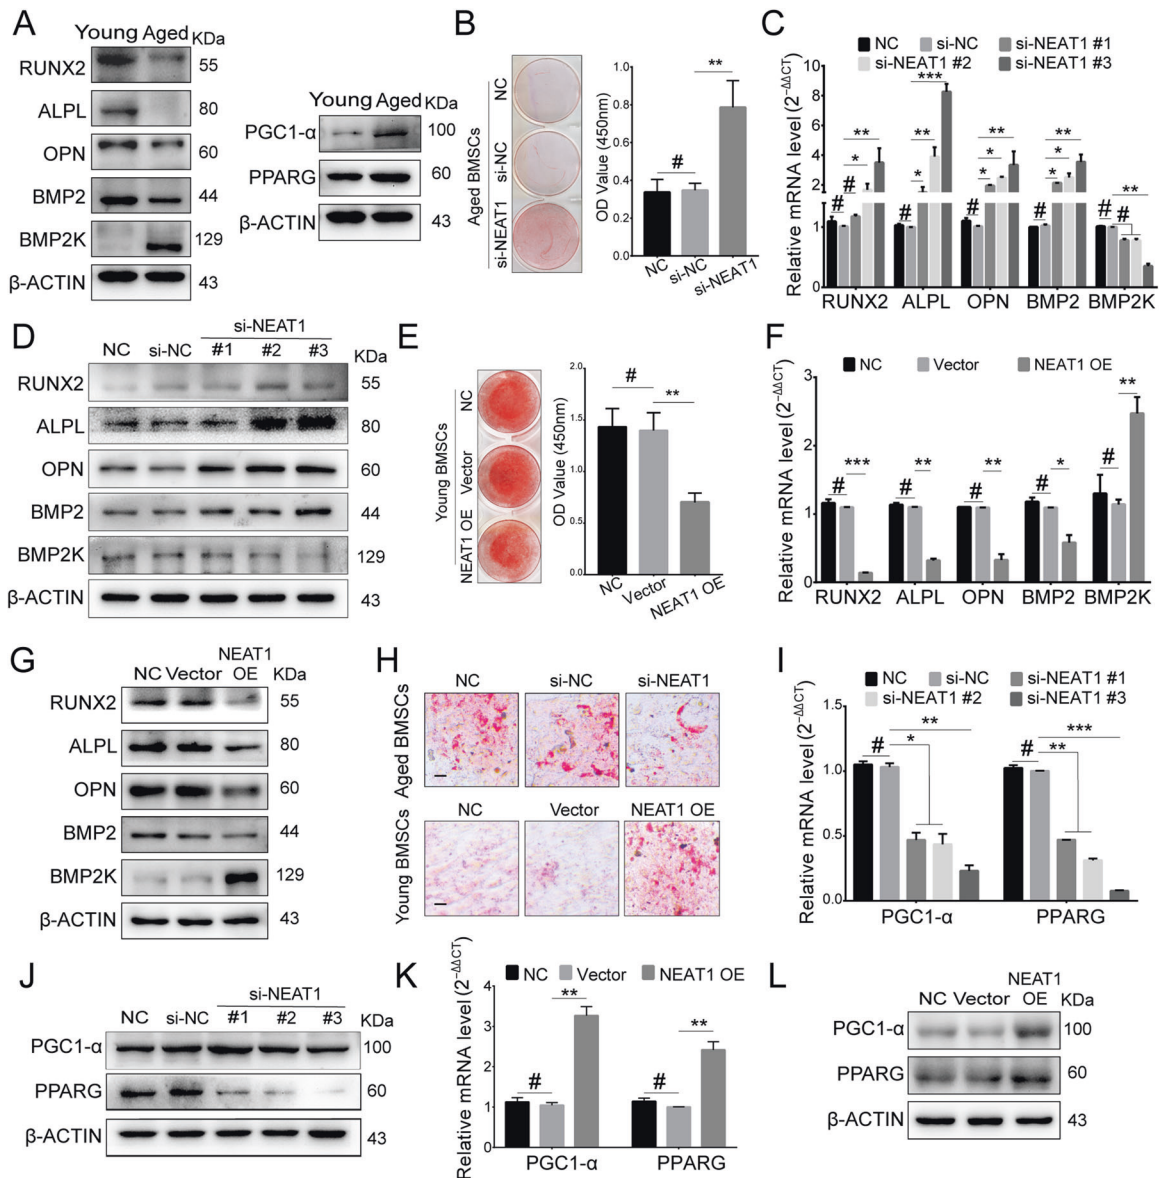 A
Young Aged KDa
RUNX2 55
ALPL 80
OPN 60
BMP2 44
BMP2K 129
β-ACTIN 43
Young Aged KDa
PGC1-α 100
PPARG 60
β-ACTIN 43
B
Aged BMSCs
NC
si-NC
si-NEAT1
OD Value (450nm)
1.0
0.8
0.6
0.4
0.2
0.0
#
**
NC
si-NC
si-NEAT1
C
NC si-NC si-NEAT1 #1
si-NEAT1 #2 si-NEAT1 #3
Relative mRNA level (2⁻ΔΔCT)
10
8
6
4
2
1
0
# # * **
# * ** ***
# * * **
# * * **
# # **
RUNX2 ALPL OPN BMP2 BMP2K
D
si-NEAT1
NC si-NC #1 #2 #3 KDa
RUNX2 55
ALPL 80
OPN 60
BMP2 44
BMP2K 129
β-ACTIN 43
E
Young BMSCs
NC
Vector
NEAT1 OE
OD Value (450nm)
2.0
1.5
1.0
0.5
0.0
#
**
NC
Vector
NEAT1 OE
F
NC Vector NEAT1 OE
Relative mRNA level (2⁻ΔΔCT)
3
2
1
0
# ***
# **
# **
# *
# **
RUNX2 ALPL OPN BMP2 BMP2K
G
NC Vector NEAT1 OE KDa
RUNX2 55
ALPL 80
OPN 60
BMP2 44
BMP2K 129
β-ACTIN 43
H
Aged BMSCs
NC si-NC si-NEAT1
Young BMSCs
NC Vector NEAT1 OE
I
NC si-NC si-NEAT1 #1
si-NEAT1 #2 si-NEAT1 #3
Relative mRNA level (2⁻ΔΔCT)
1.5
1.0
0.5
0
# * **
# ** ***
PGC1-α PPARG
J
si-NEAT1
NC si-NC #1 #2 #3 KDa
PGC1-α 100
PPARG 60
β-ACTIN 43
K
NC Vector NEAT1 OE
Relative mRNA level (2⁻ΔΔCT)
4
3
2
1
0
# **
# **
PGC1-α PPARG
L
NC Vector NEAT1 OE KDa
PGC1-α 100
PPARG 60
β-ACTIN 43